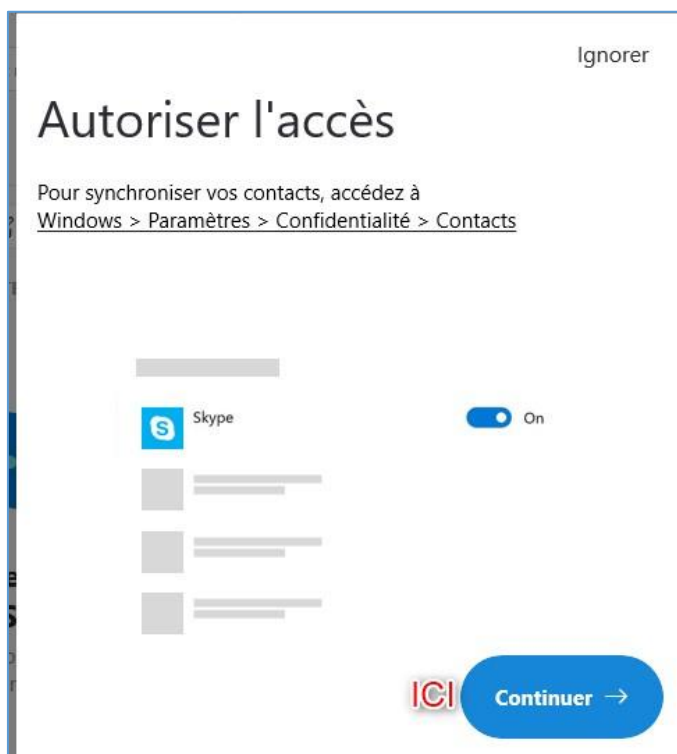 Ignorer
Autoriser l'accès
Pour synchroniser vos contacts, accédez à
Windows > Paramètres > Confidentialité > Contacts
Skype On
ICI Continuer →